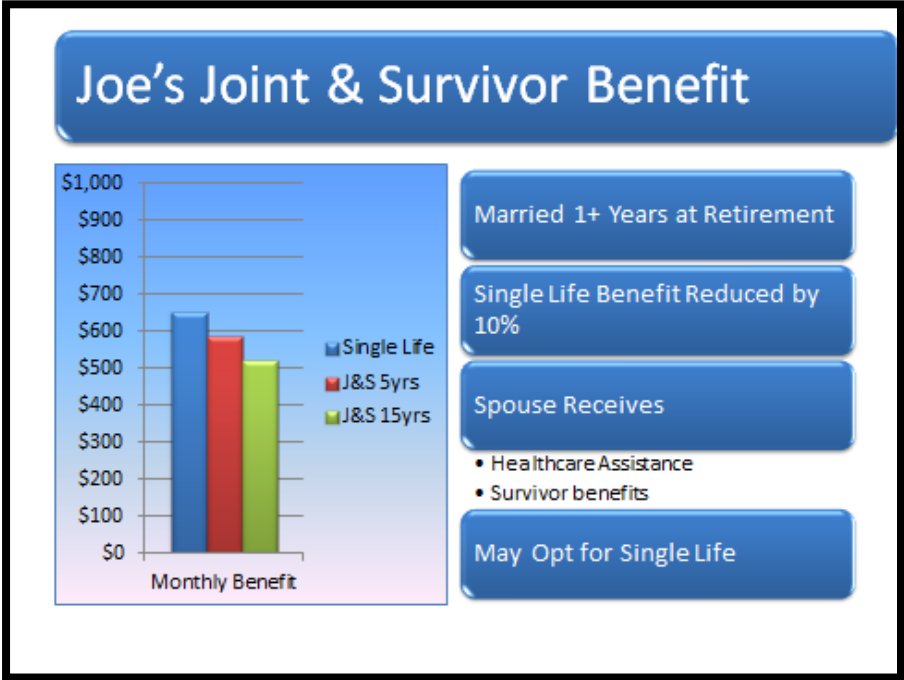 Joe’s Joint & Survivor Benefit
$1,000
$900
$800
$700
$600
$500
$400
$300
$200
$100
$0
Monthly Benefit
Single Life
J&S 5yrs
J&S 15yrs
Married 1+ Years at Retirement
Single Life Benefit Reduced by
10%
Spouse Receives
• Healthcare Assistance
• Survivor benefits
May Opt for Single Life